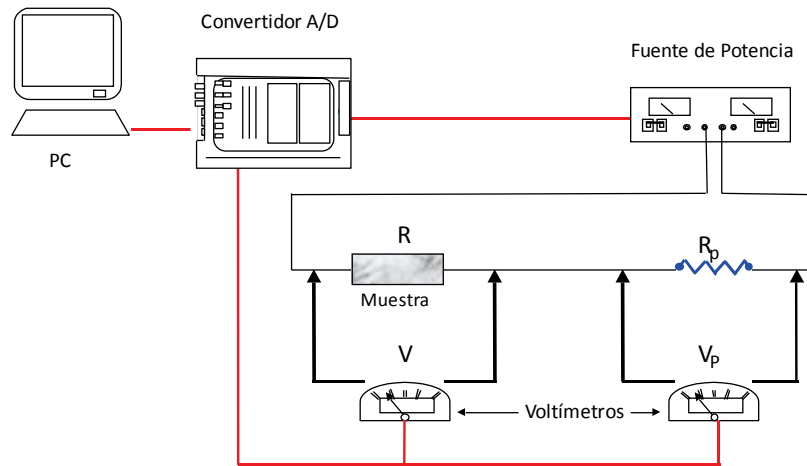 Convertidor A/D
Fuente de Potencia
PC
R
Rp
Muestra
V
VP
Voltímetros